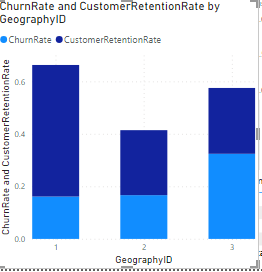 ChurnRate and CustomerRetentionRate by
GeographyID
ChurnRate CustomerRetentionRate
ChurnRate and CustomerRetentionRate
0.6
0.4
0.2
0.0
1 2 3
GeographyID